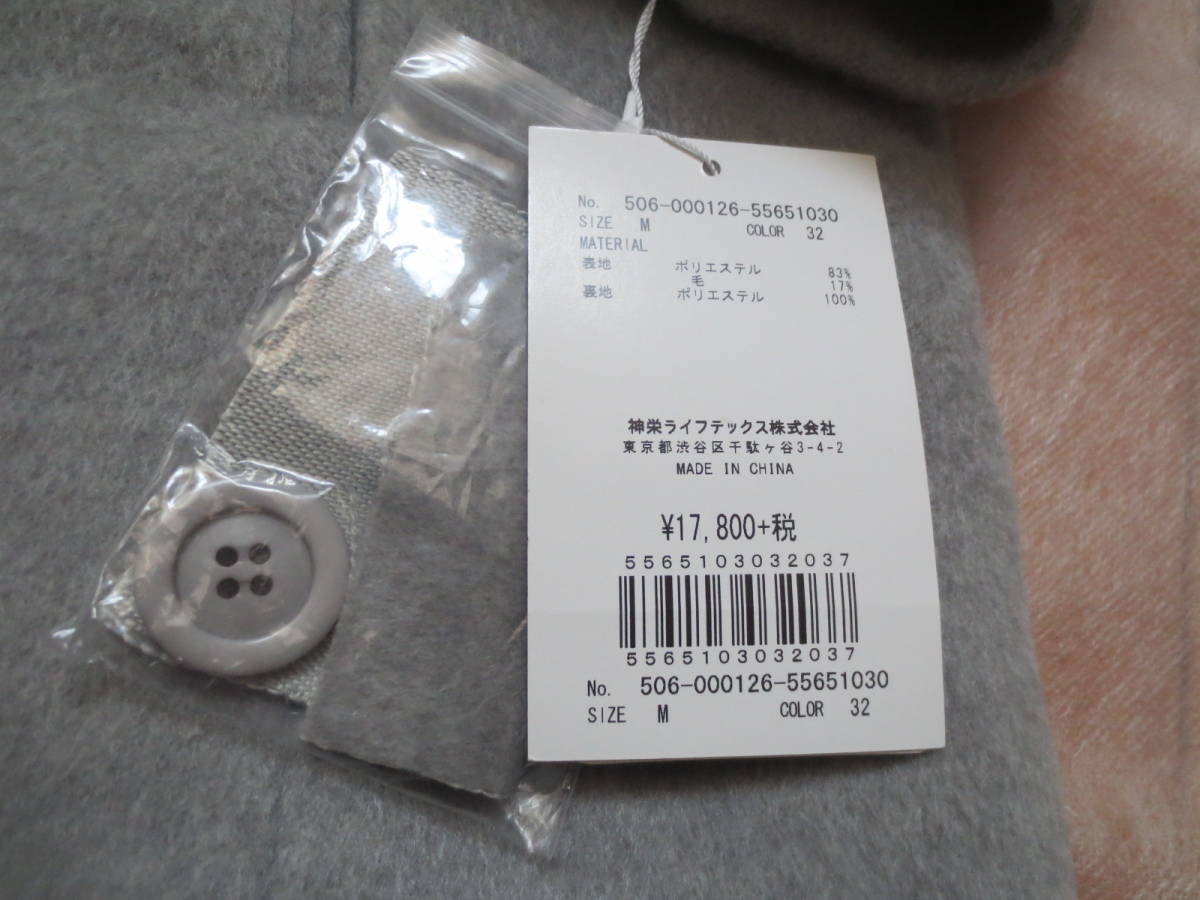 No. 506-000126-55651030
SIZE M COLOR 32
MATERIAL
表地 ポリエステル 83%
毛 17%
裏地 ポリエステル 100%
神栄ライフテックス株式会社
東京都渋谷区千駄ヶ谷3-4-2
MADE IN CHINA
¥17,800+税
5565103032037
5565103032037
No. 506-000126-55651030
SIZE M COLOR 32